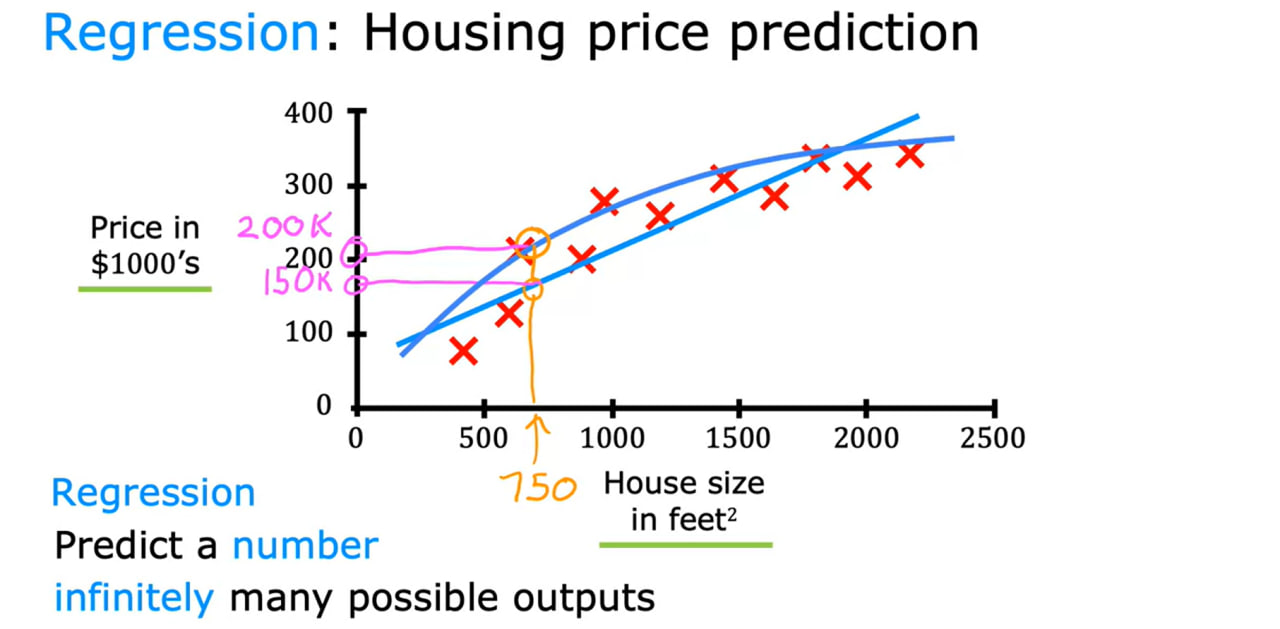 Regression: Housing price prediction
400
300
Price in
$1000's
200K
200
150K
100
0
0 500 1000 1500 2000 2500
750
House size
in feet²
Regression
Predict a number
infinitely many possible outputs